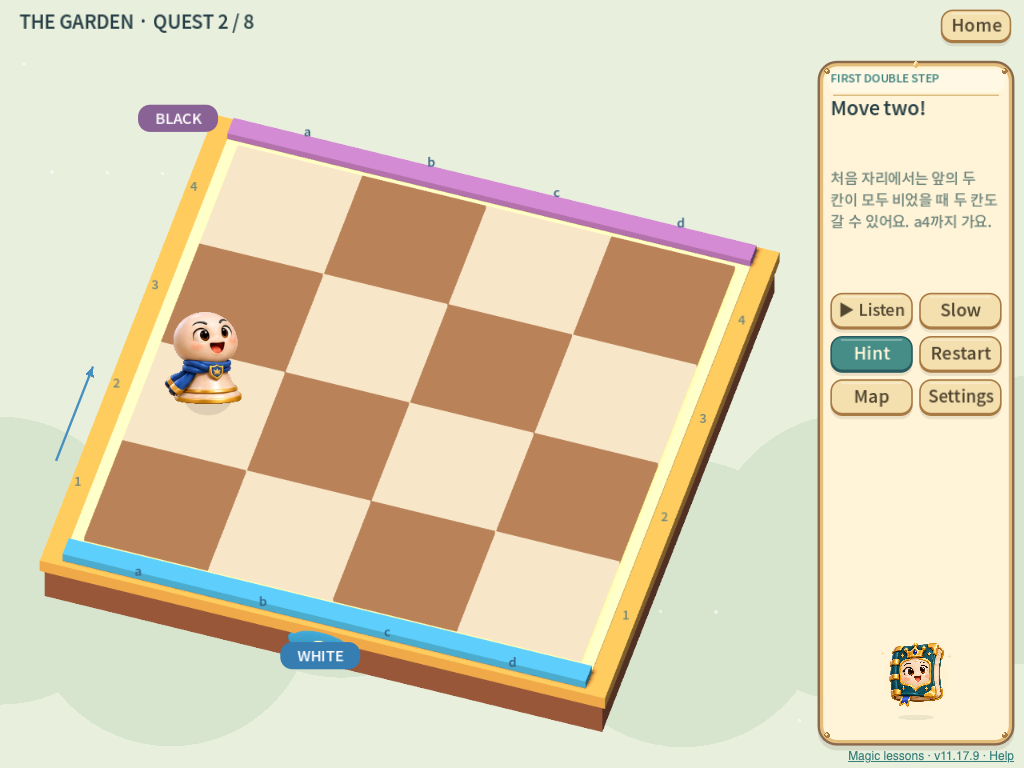 THE GARDEN · QUEST 2 / 8
Home
FIRST DOUBLE STEP
Move two!
처음 자리에서는 앞의 두
칸이 모두 비었을 때 두 칸도
갈 수 있어요. a4까지 가요.
▶ Listen
Slow
Hint
Restart
Map
Settings
BLACK
a
b
c
d
4
3
2
1
4
3
2
1
a
b
c
d
WHITE
Magic lessons · v11.17.9 · Help